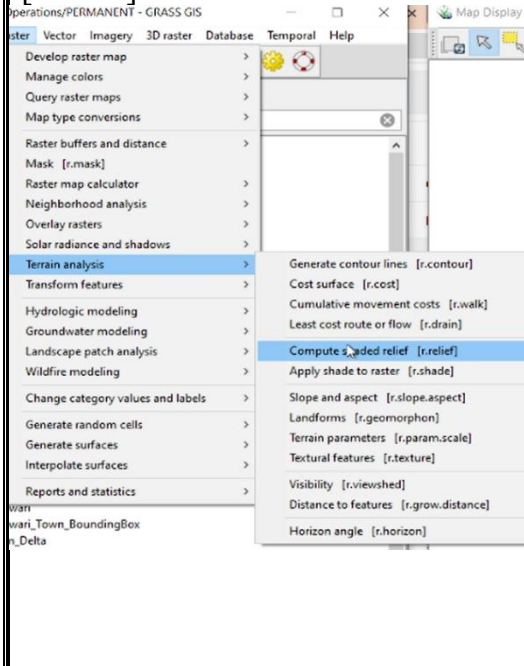 Operations/PERMANENT - GRASS GIS
Map Display
Vector Imagery 3D raster Database Temporal Help
Develop raster map
Manage colors
Query raster maps
Map type conversions
Raster buffers and distance
Mask [r.mask]
Raster map calculator
Neighborhood analysis
Overlay rasters
Solar radiance and shadows
Terrain analysis
Transform features
Hydrologic modeling
Groundwater modeling
Landscape patch analysis
Wildfire modeling
Change category values and labels
Generate random cells
Generate surfaces
Interpolate surfaces
Reports and statistics
Generate contour lines [r.contour]
Cost surface [r.cost]
Cumulative movement costs [r.walk]
Least cost route or flow [r.drain]
Compute shaded relief [r.relief]
Apply shade to raster [r.shade]
Slope and aspect [r.slope.aspect]
Landforms [r.geomorphon]
Terrain parameters [r.param.scale]
Textural features [r.texture]
Visibility [r.viewshed]
Distance to features [r.grow.distance]
Horizon angle [r.horizon]
wari_Town_BoundingBox
n_Delta